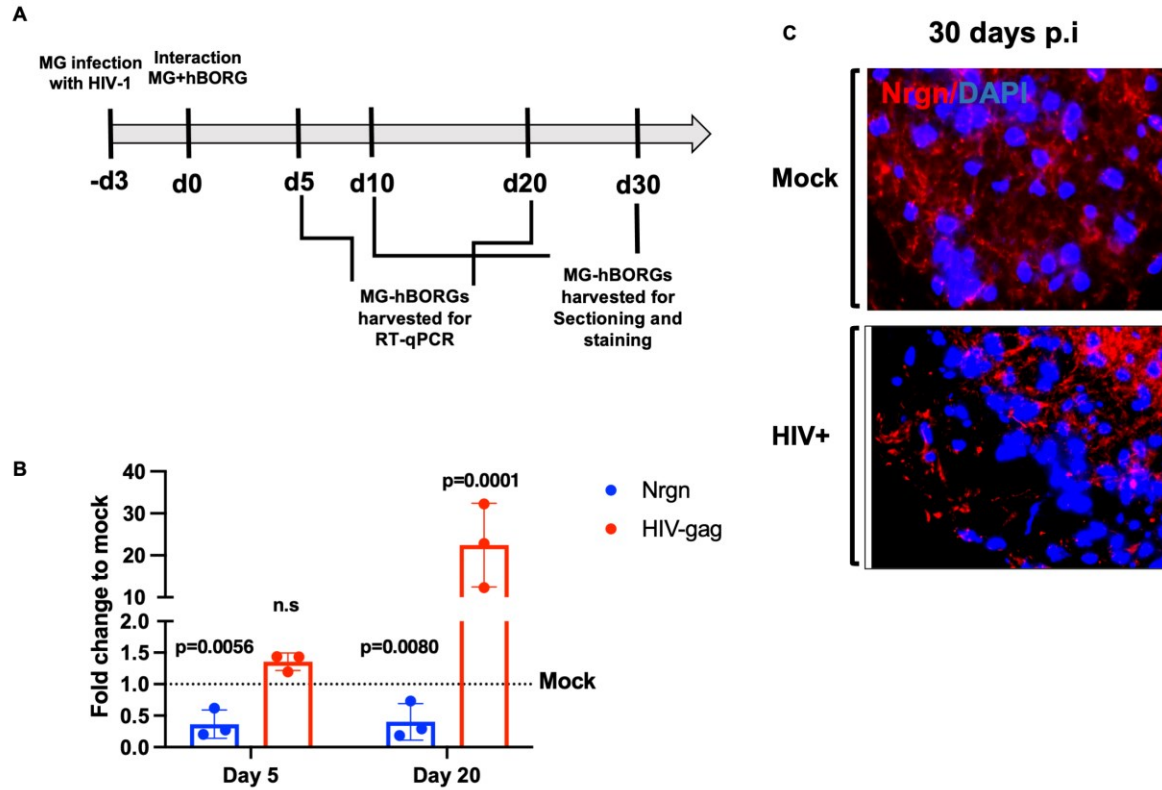 A
MG infection
with HIV-1
Interaction
MG+hBORG
-d3
d0
d5
d10
d20
d30
MG-hBORGs
harvested for
RT-qPCR
MG-hBORGs
harvested for
Sectioning and
staining
B
Fold change to mock
40
30
20
10
2.0
1.5
1.0
0.5
0.0
p=0.0056
n.s
p=0.0080
p=0.0001
Mock
Day 5
Day 20
Nrgn
HIV-gag
C
30 days p.i
Nrgn/DAPI
Mock
HIV+